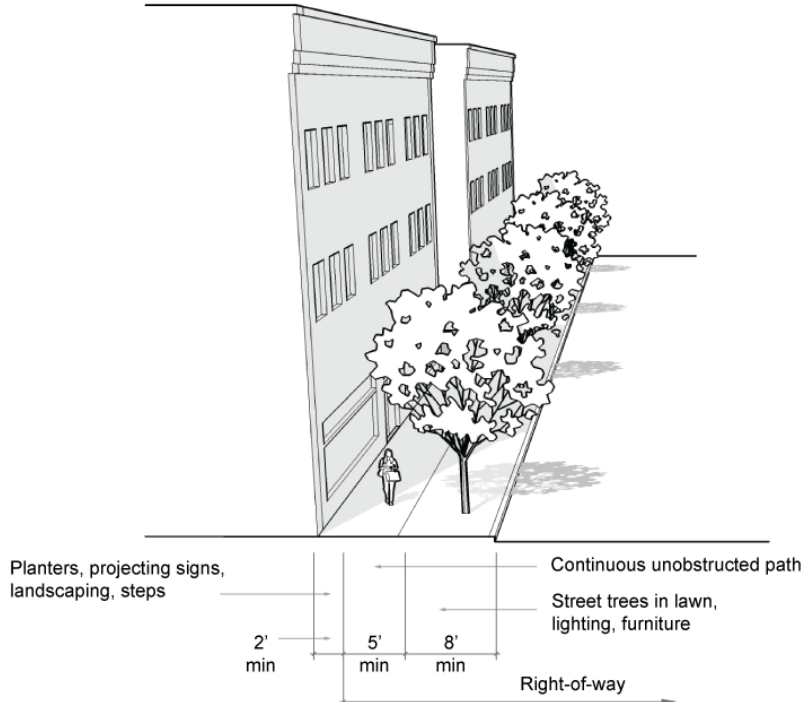 Planters, projecting signs,
landscaping, steps
Continuous unobstructed path
Street trees in lawn,
lighting, furniture
2’
min
5’
min
8’
min
Right-of-way